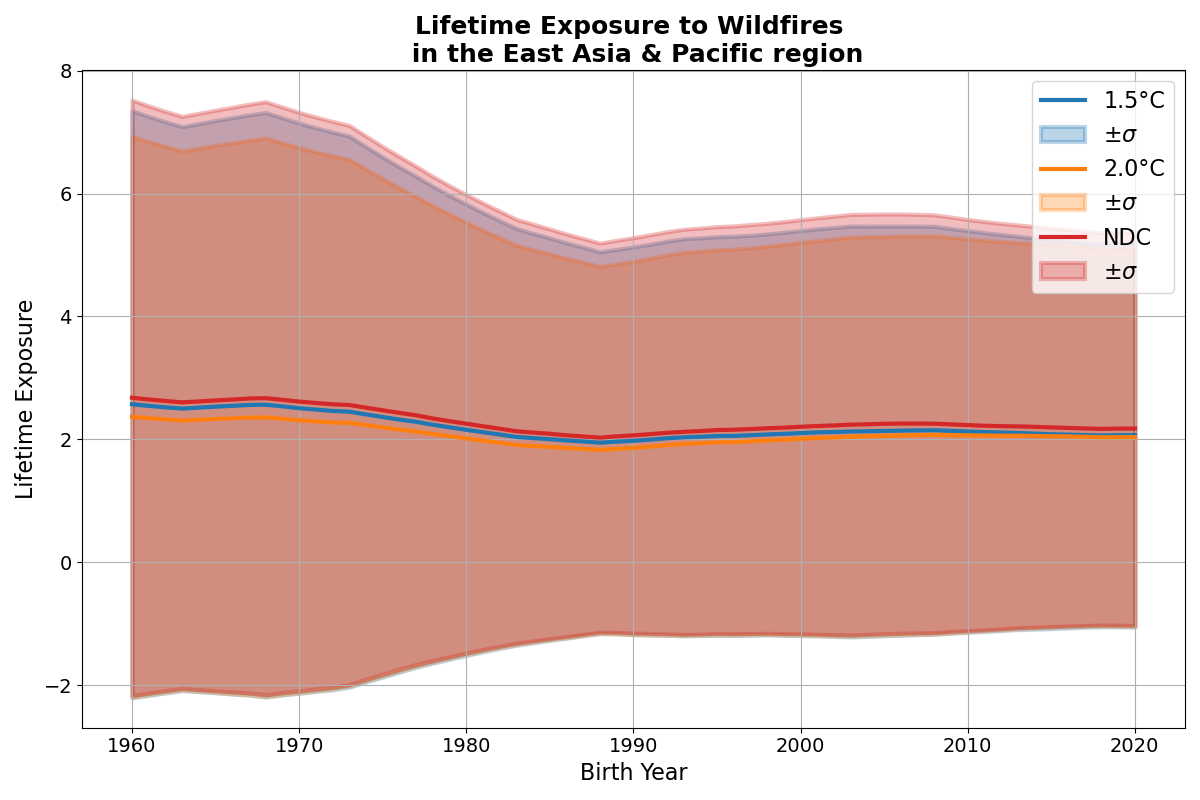 Lifetime Exposure to Wildfires
in the East Asia & Pacific region
8
6
4
2
0
−2
Lifetime Exposure
1960 1970 1980 1990 2000 2010 2020
Birth Year
1.5°C
±σ
2.0°C
±σ
NDC
±σ